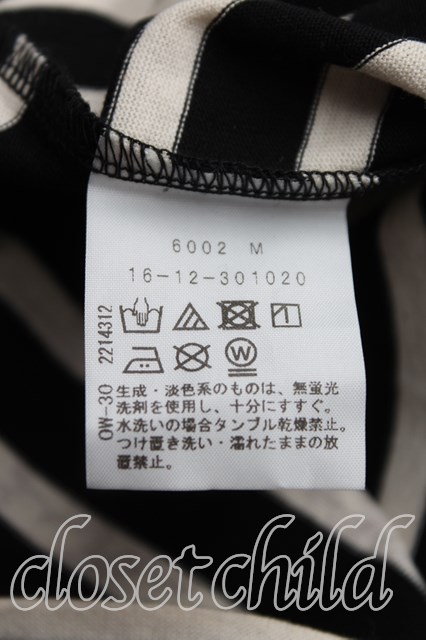 6002 M
16-12-301020
W
OW-30 2214312
生成・淡色系のものは、無蛍光
洗剤を使用し、十分にすすぐ。
水洗いの場合タンブル乾燥禁止。
つけ置き洗い・濡れたままの放
置禁止。
closet child